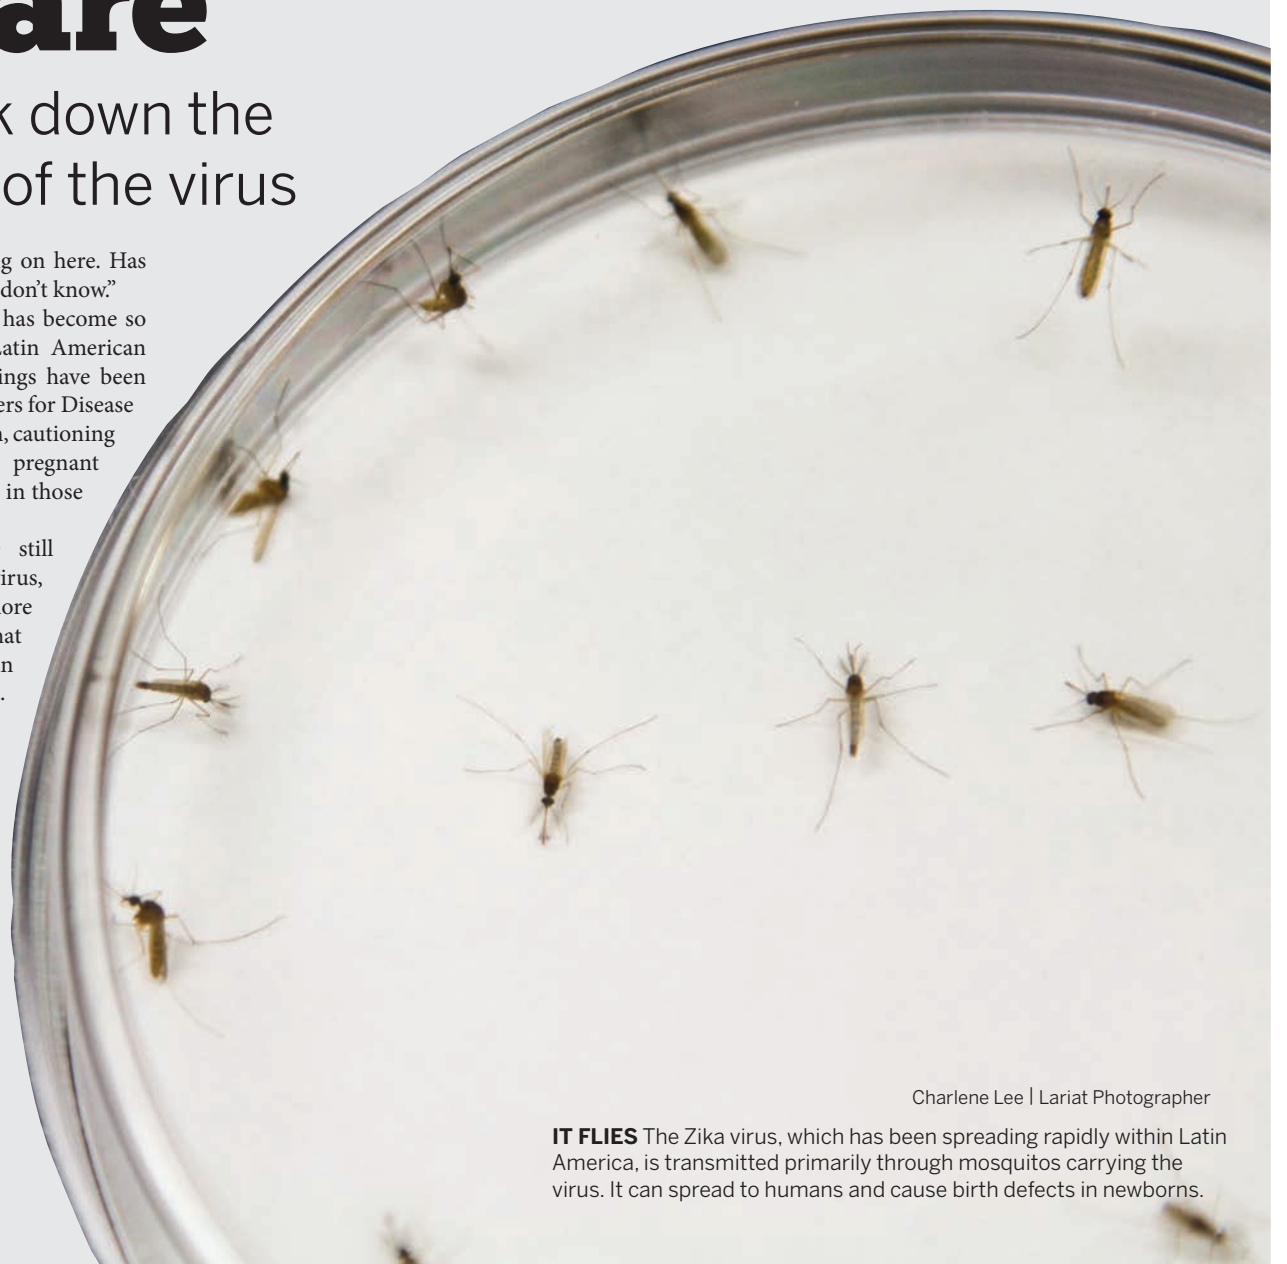 are
k down the
of the virus
g on here. Has
don’t know.”
has become so
Latin American
ings have been
ers for Disease
n, cautioning
pregnant
in those
still
irus,
ore
hat
n
.
Charlene Lee | Lariat Photographer
IT FLIES The Zika virus, which has been spreading rapidly within Latin
America, is transmitted primarily through mosquitos carrying the
virus. It can spread to humans and cause birth defects in newborns.